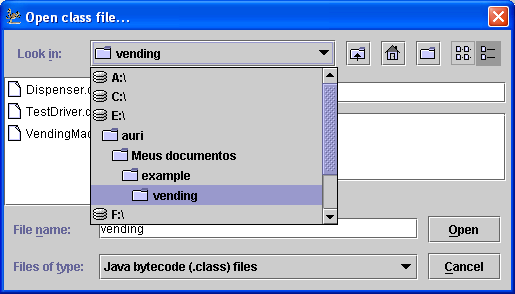 Open class file...
Look in:
vending
A:\
C:\
E:\
auri
Meus documentos
example
vending
F:\
Dispenser.
TestDriver.
VendingMa
File name:
vending
Open
Files of type:
Java bytecode (.class) files
Cancel